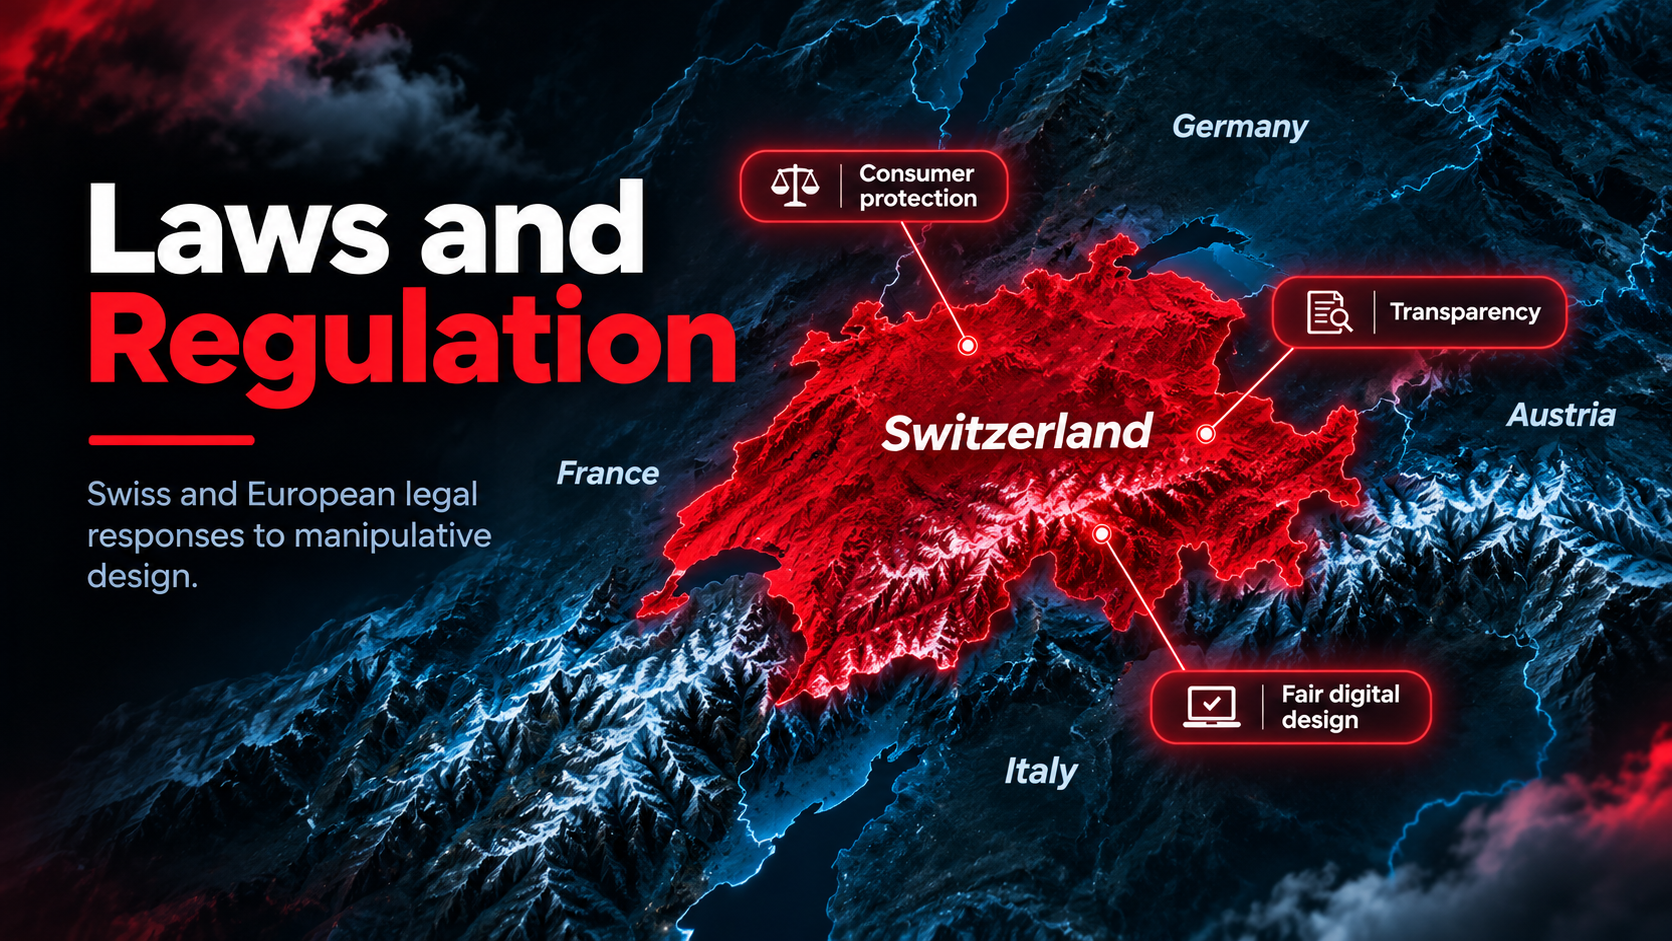 Laws and
Regulation
Swiss and European legal
responses to manipulative
design.
Consumer
protection
Germany
Transparency
Austria
Switzerland
France
Fair digital
design
Italy